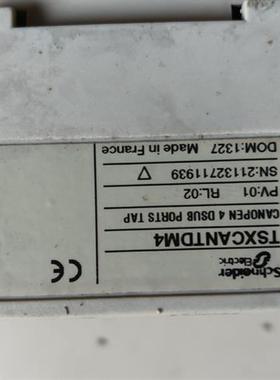 Schneider
Electric
TSXCANTDM4
CANOPEN 4 DSUB PORTS TAP
PV:01 RL:02
SN:21132711939
DOM:1327 Made in France
CE